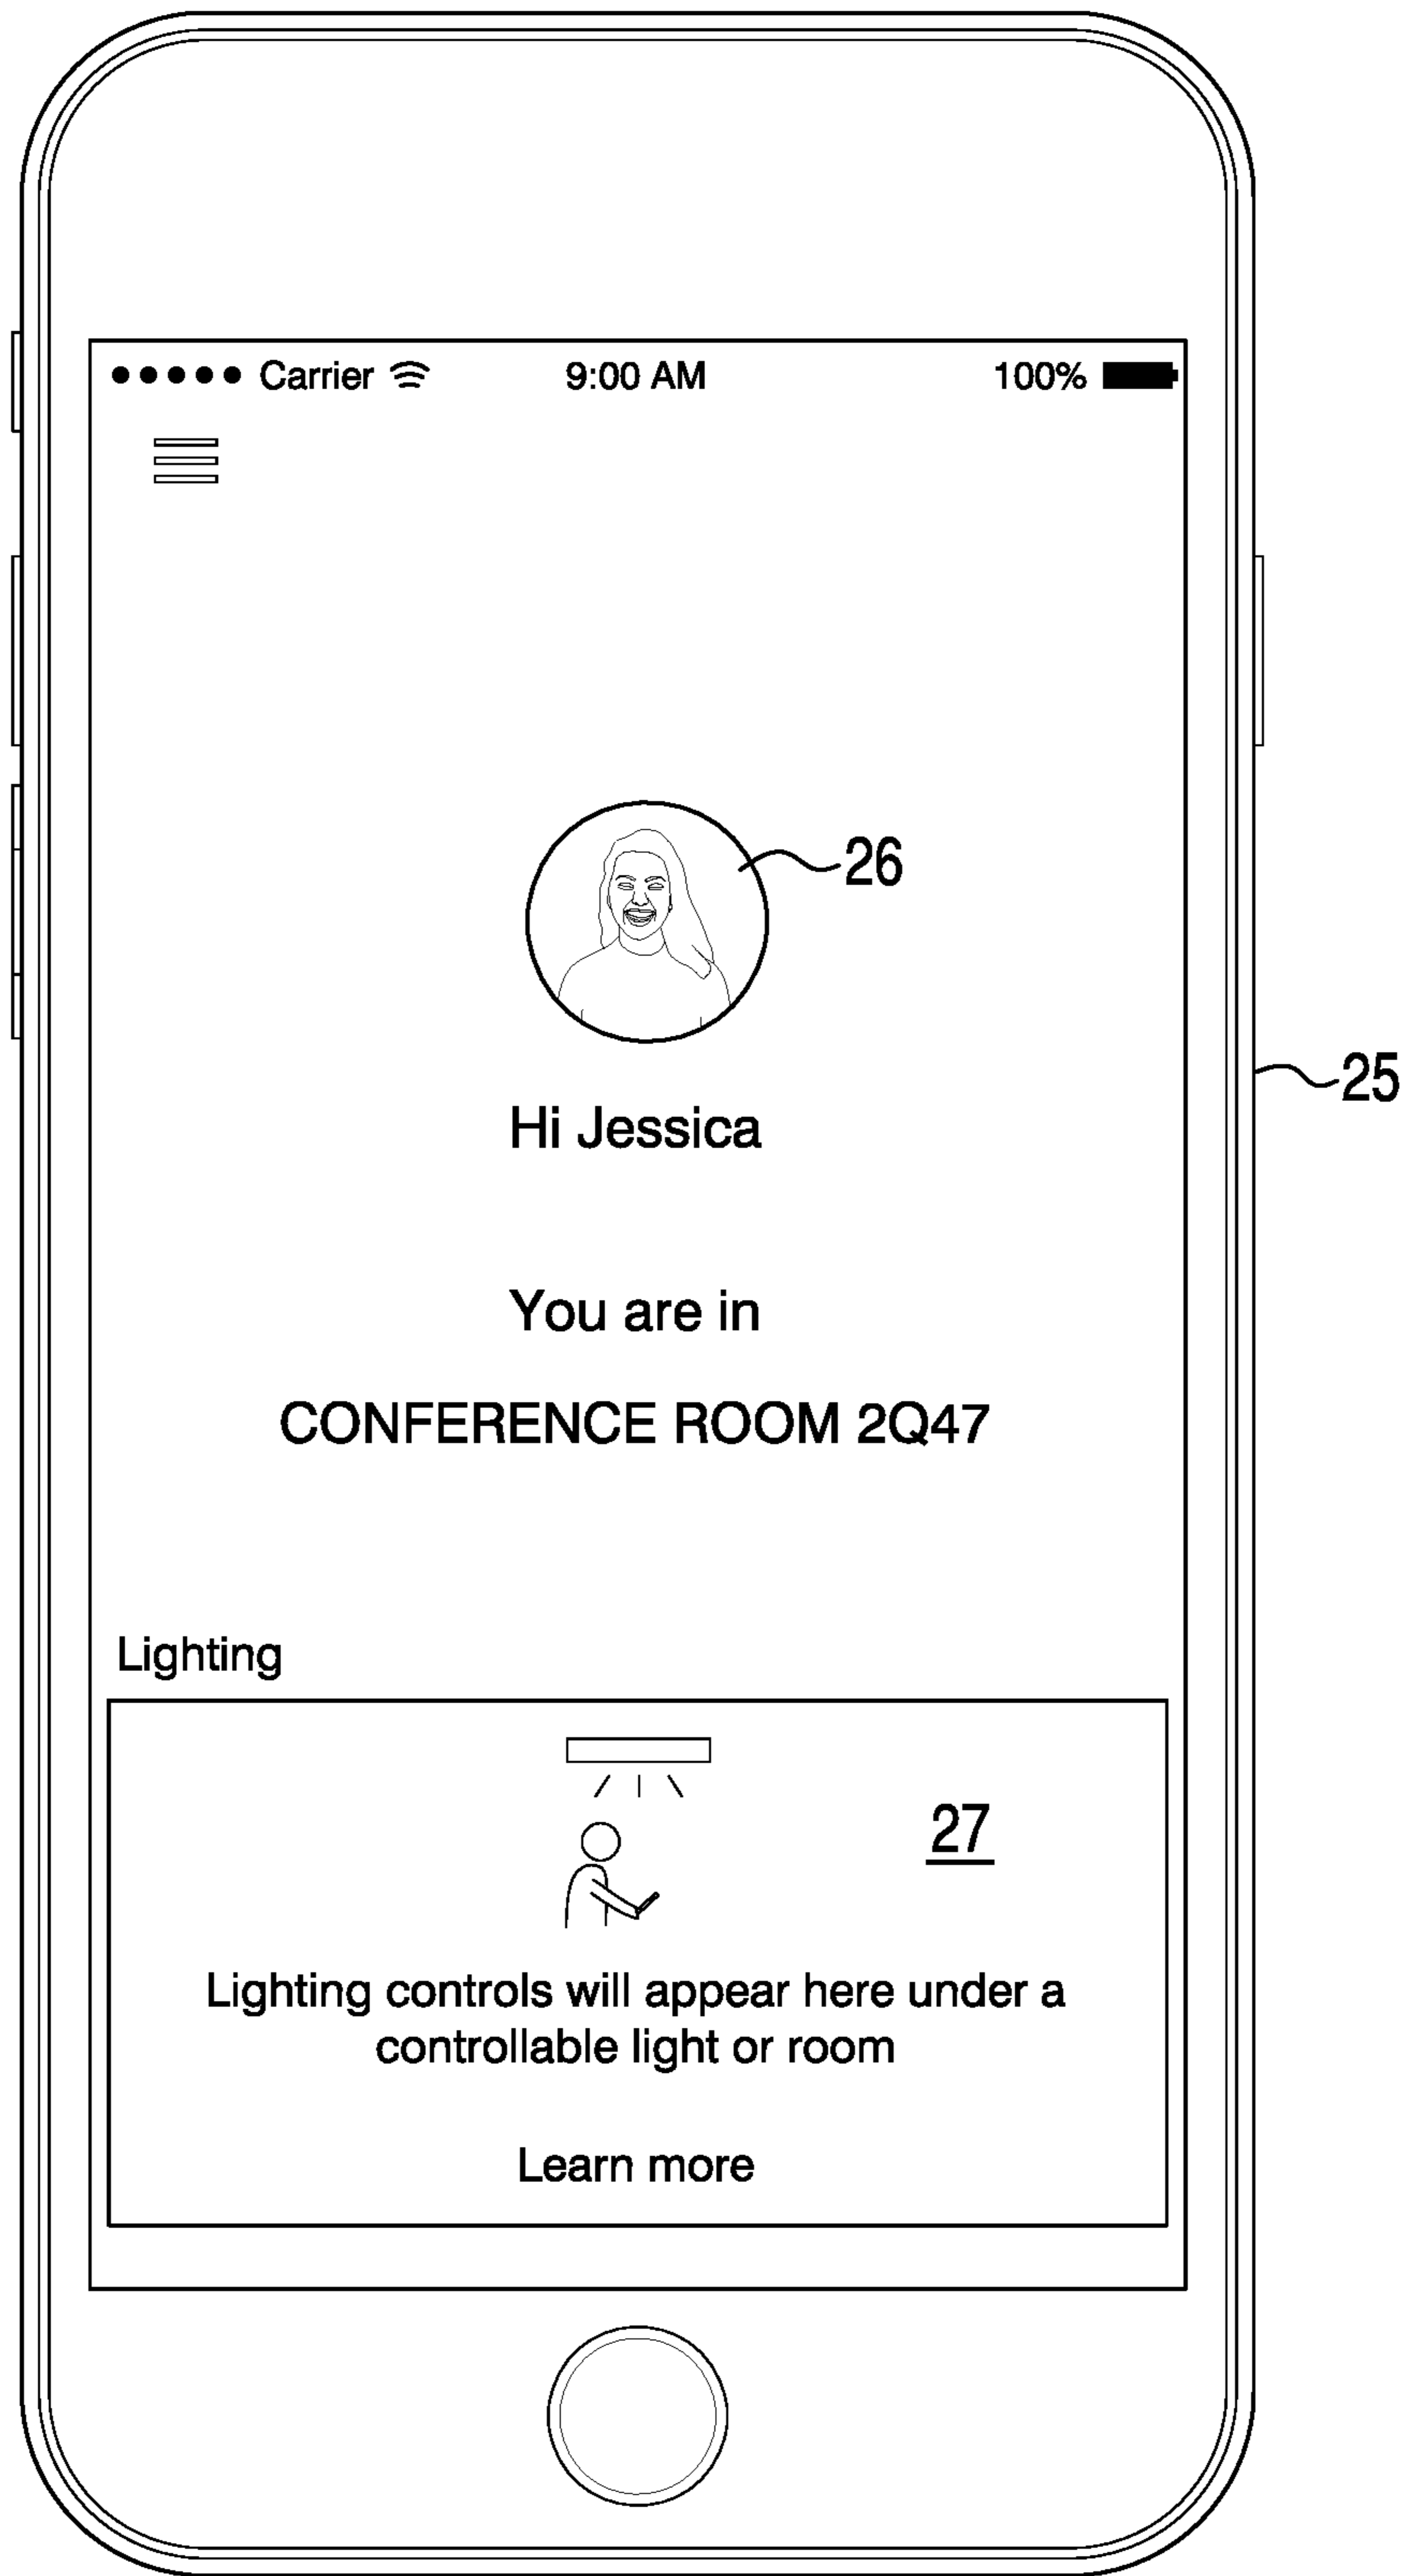 Carrier 9:00 AM 100%
26
Hi Jessica
25
You are in
CONFERENCE ROOM 2Q47
Lighting
27
Lighting controls will appear here under a
controllable light or room
Learn more